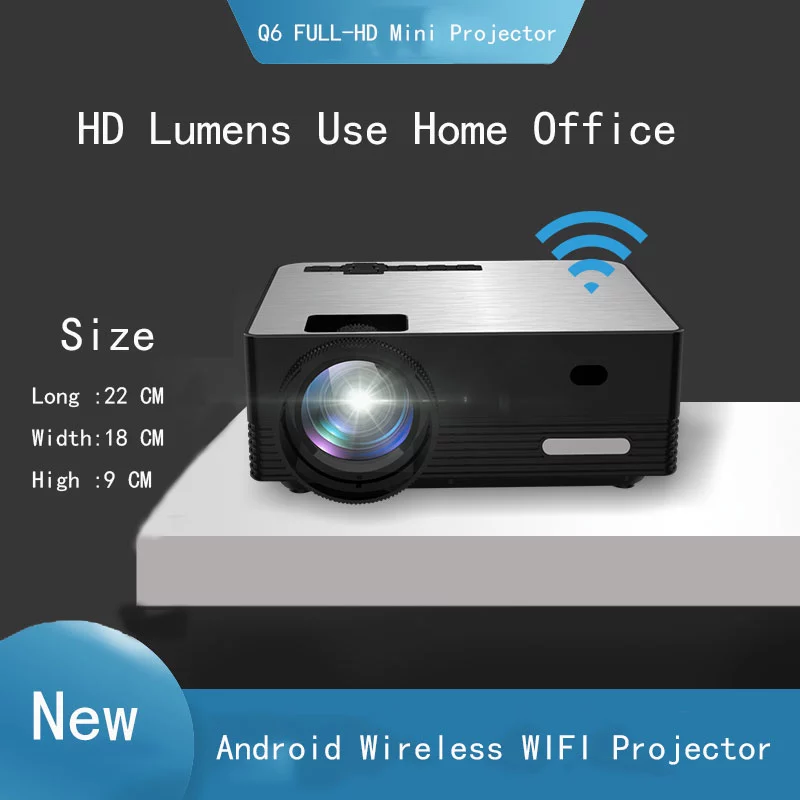 Q6 FULL-HD Mini Projector
HD Lumens Use Home Office
Size
Long :22 CM
Width:18 CM
High :9 CM
New
Android Wireless WIFI Projector